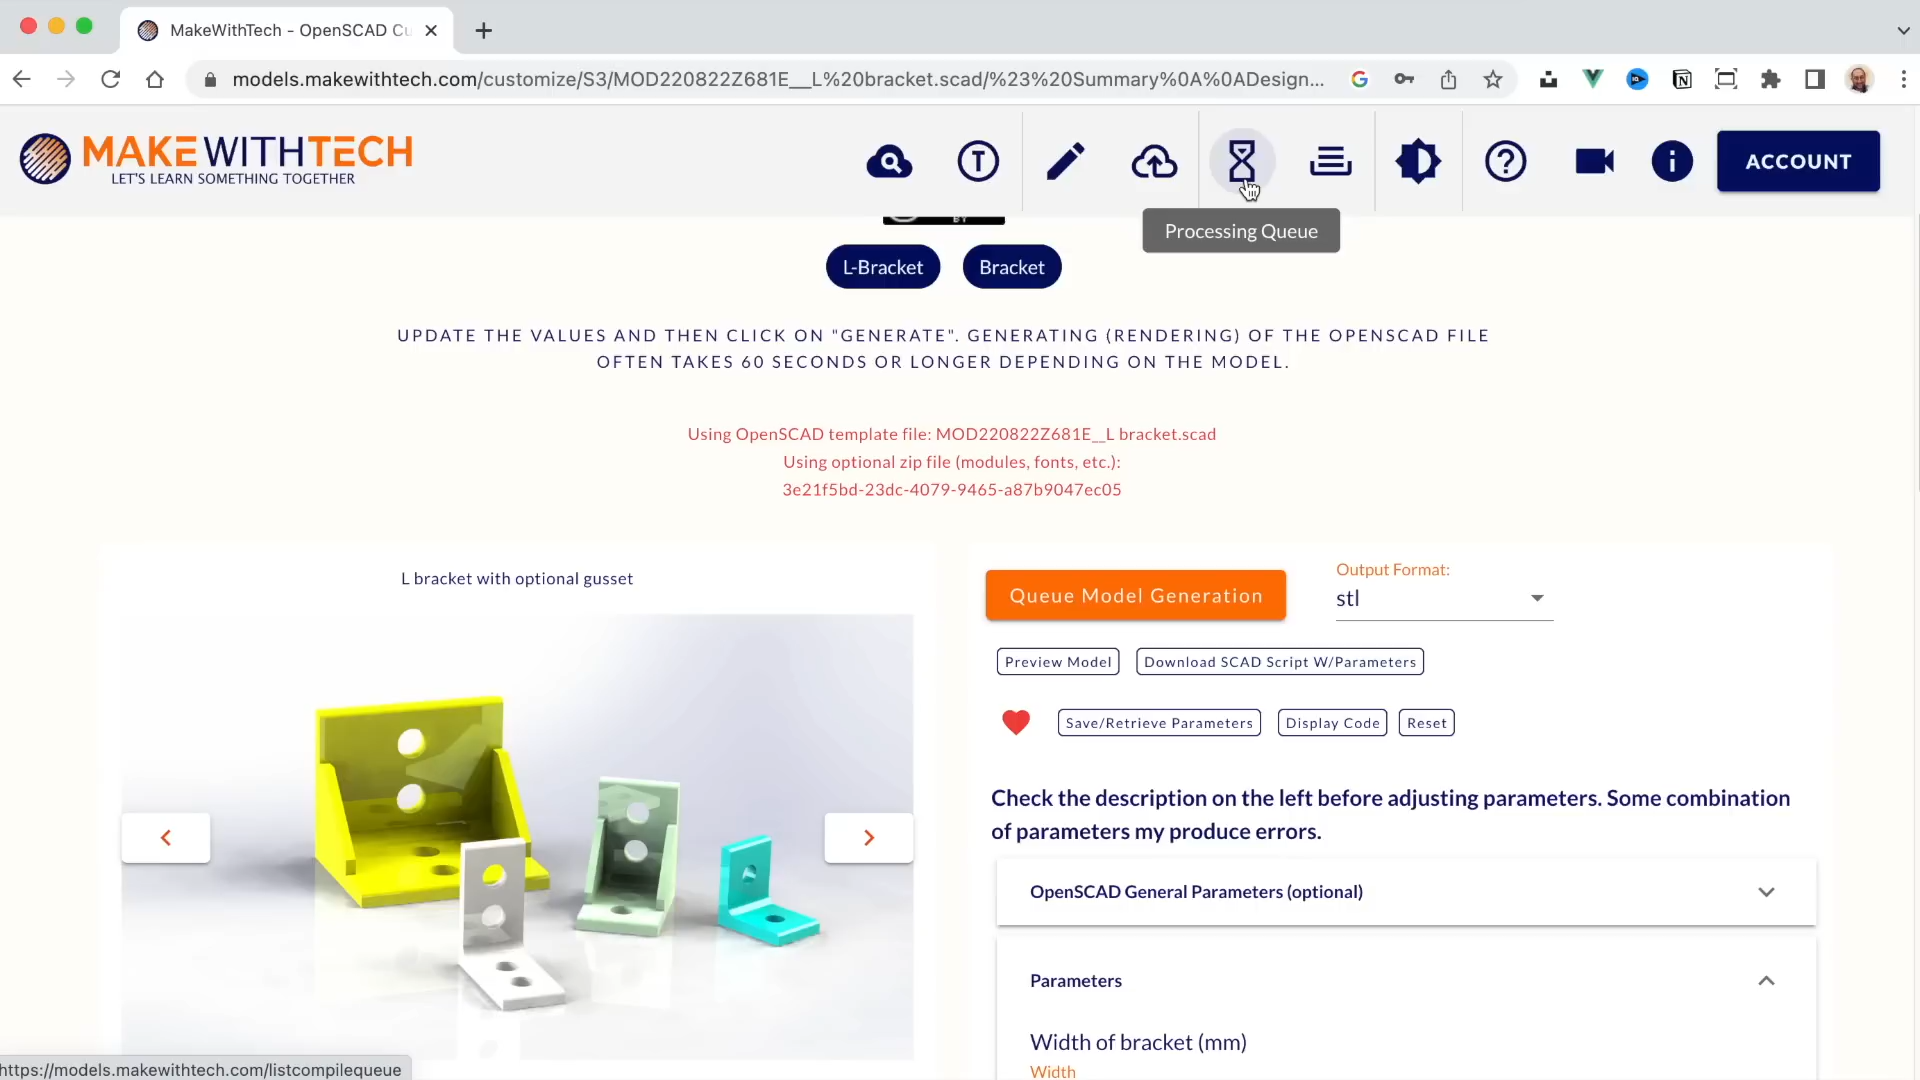 MakeWithTech - OpenSCAD Cu
models.makewithtech.com/customize/S3/MOD220822Z681E__L%20bracket.scad/%23%20Summary%0A%0ADesign...
MAKEWITHTECH
LET'S LEARN SOMETHING TOGETHER
ACCOUNT
Processing Queue
BY
L-Bracket
Bracket
UPDATE THE VALUES AND THEN CLICK ON "GENERATE". GENERATING (RENDERING) OF THE OPENSCAD FILE
OFTEN TAKES 60 SECONDS OR LONGER DEPENDING ON THE MODEL.
Using OpenSCAD template file: MOD220822Z681E__L bracket.scad
Using optional zip file (modules, fonts, etc.):
3e21f5bd-23dc-4079-9465-a87b9047ec05
L bracket with optional gusset
Queue Model Generation
Output Format:
stl
Preview Model
Download SCAD Script W/Parameters
Save/Retrieve Parameters
Display Code
Reset
Check the description on the left before adjusting parameters. Some combination
of parameters my produce errors.
OpenSCAD General Parameters (optional)
Parameters
Width of bracket (mm)
Width
https://models.makewithtech.com/listcompilequeue